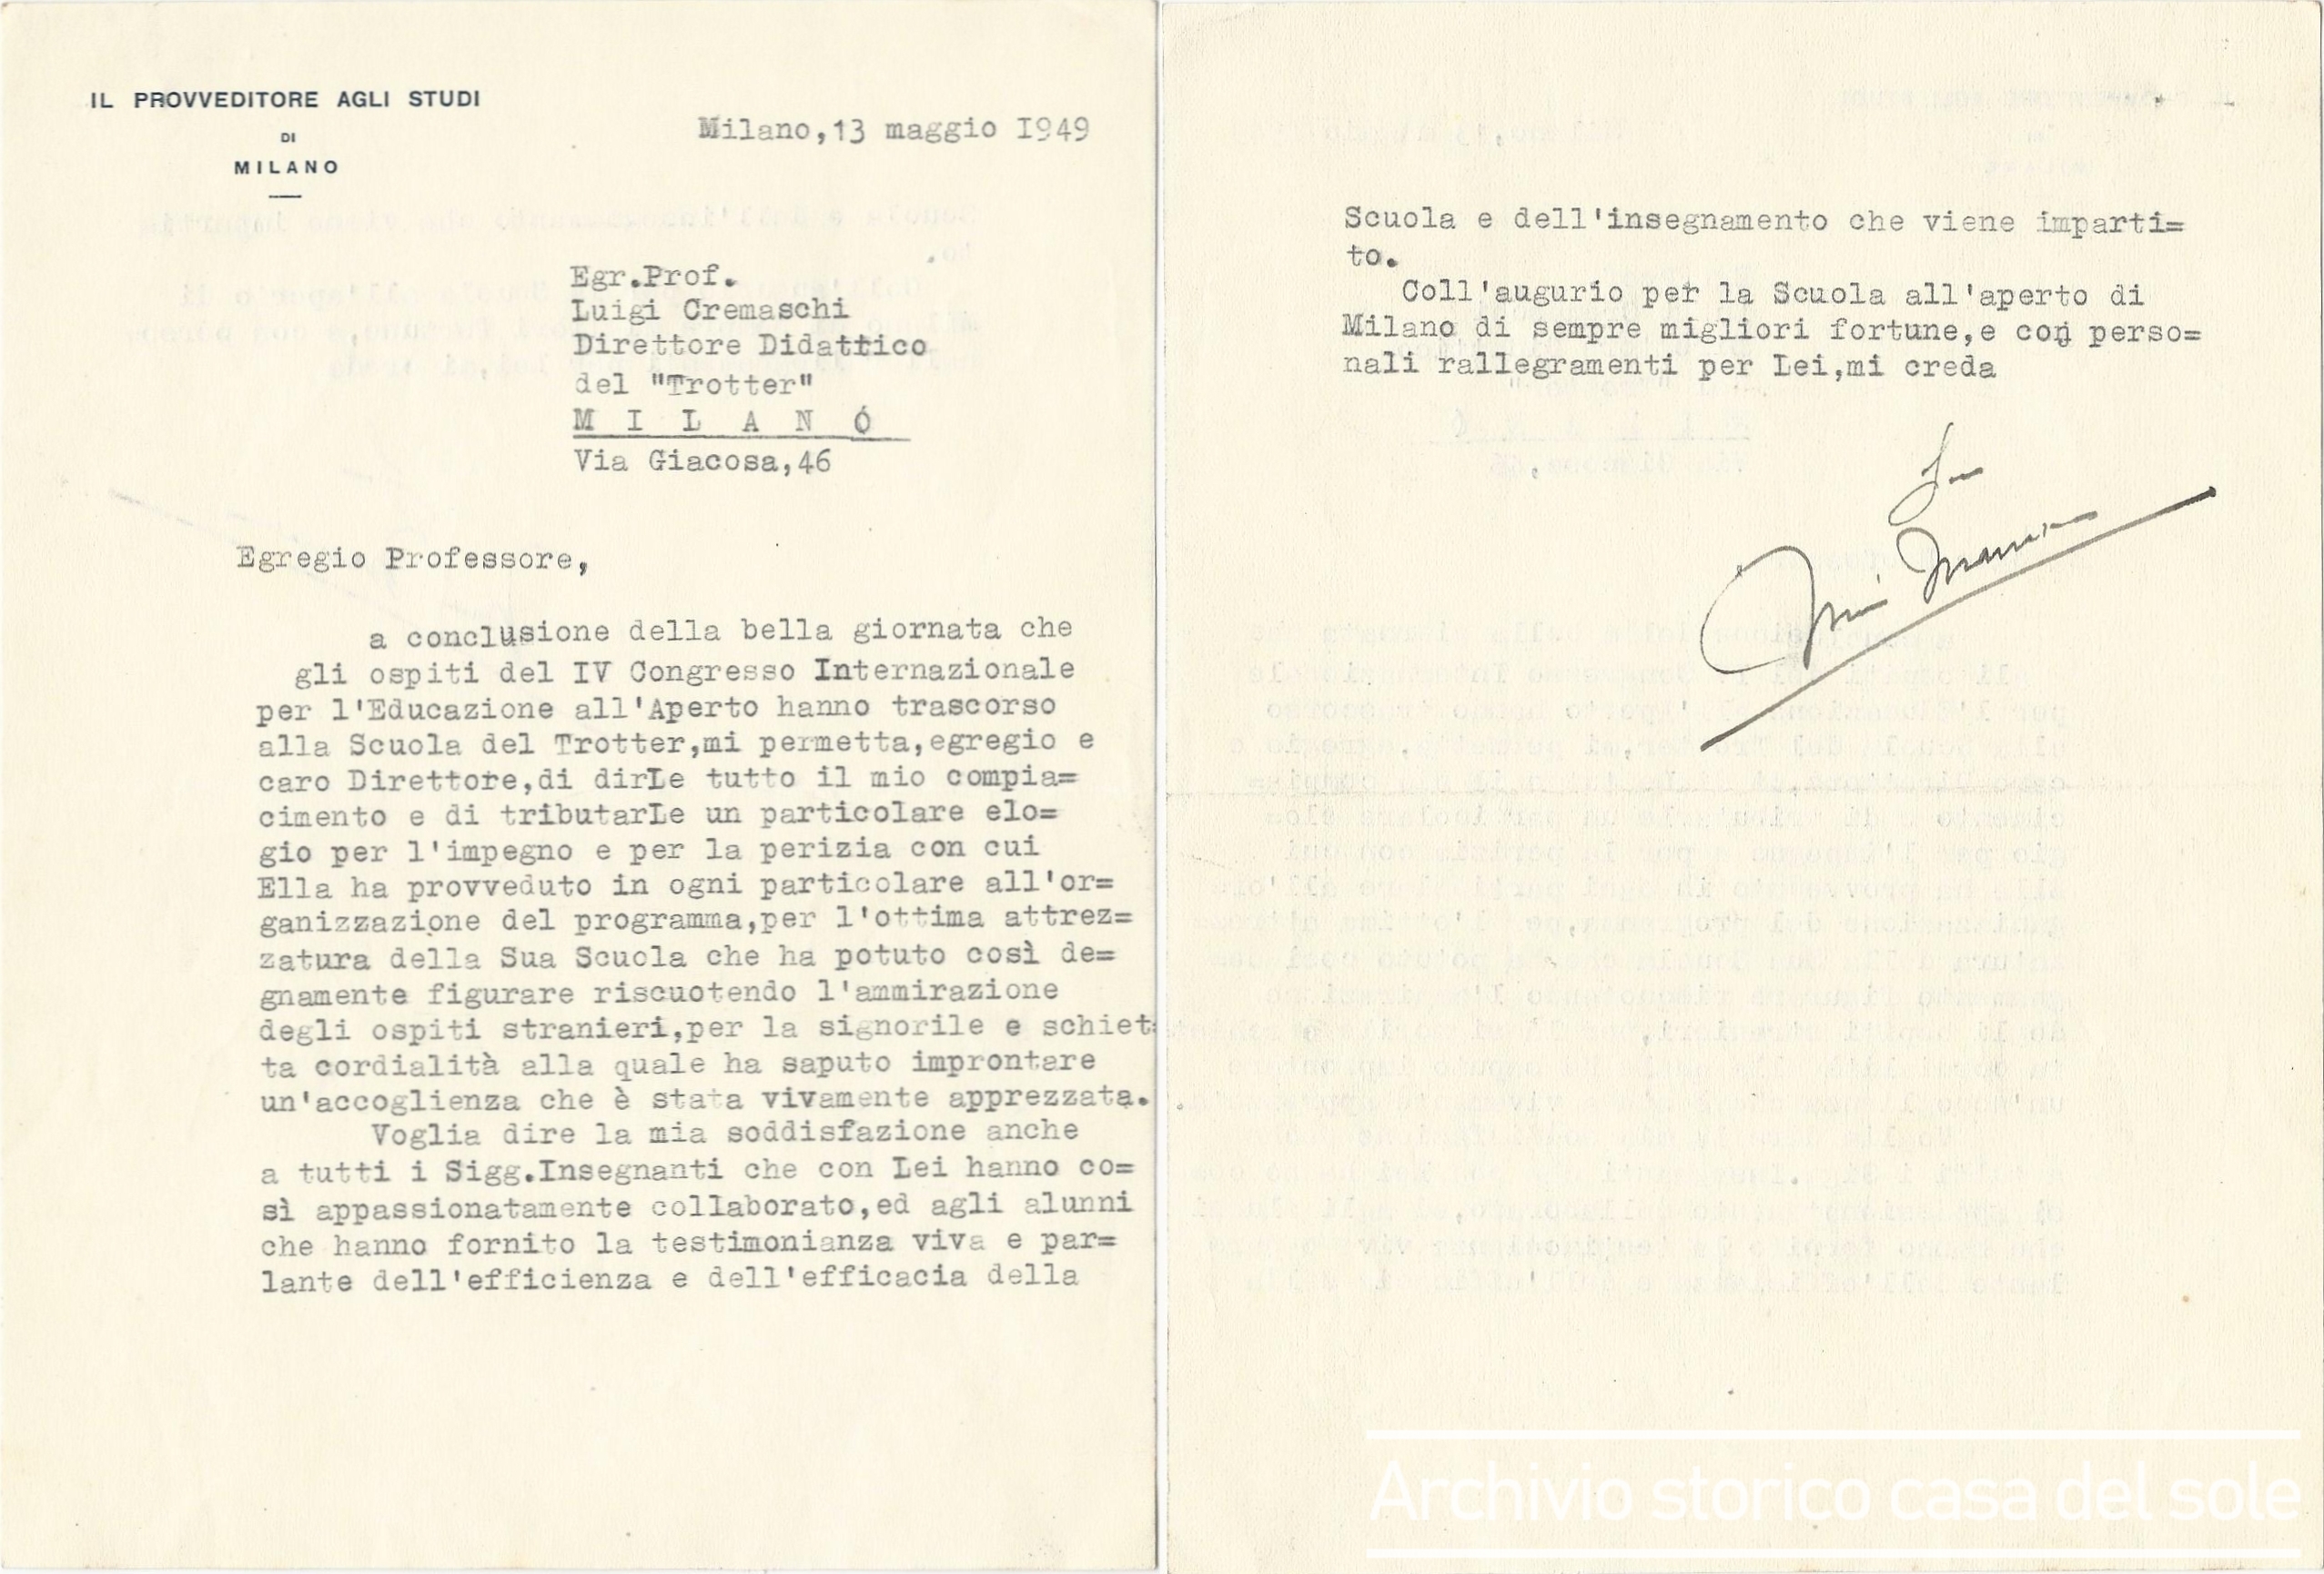 IL PROVVEDITORE AGLI STUDI
DI
MILANO
Milano,13 maggio I949
Egr.Prof.
Luigi Cremaschi
Direttore Didattico
del "Trotter"
M I L A N Ó
Via Giacosa,46
Egregio Professore,
a conclusione della bella giornata che
gli ospiti del IV Congresso Internazionale
per l'Educazione all'Aperto hanno trascorso
alla Scuola del Trotter,mi permetta,egregio e
caro Direttore,di dirLe tutto il mio compia=
cimento e di tributarLe un particolare elo=
gio per l'impegno e per la perizia con cui
Ella ha provveduto in ogni particolare all'or=
ganizzazione del programma,per l'ottima attrez=
zatura della Sua Scuola che ha potuto così de=
gnamente figurare riscuotendo l'ammirazione
degli ospiti stranieri,per la signorile e schiet=
ta cordialità alla quale ha saputo improntare
un'accoglienza che è stata vivamente apprezzata.
Voglia dire la mia soddisfazione anche
a tutti i Sigg.Insegnanti che con Lei hanno co=
sì appassionatamente collaborato,ed agli alunni
che hanno fornito la testimonianza viva e par=
lante dell'efficienza e dell'efficacia della
Scuola e dell'insegnamento che viene imparti=
to.
Coll'augurio per la Scuola all'aperto di
Milano di sempre migliori fortune,e con perso=
nali rallegramenti per Lei,mi creda
Archivio storico casa del sole